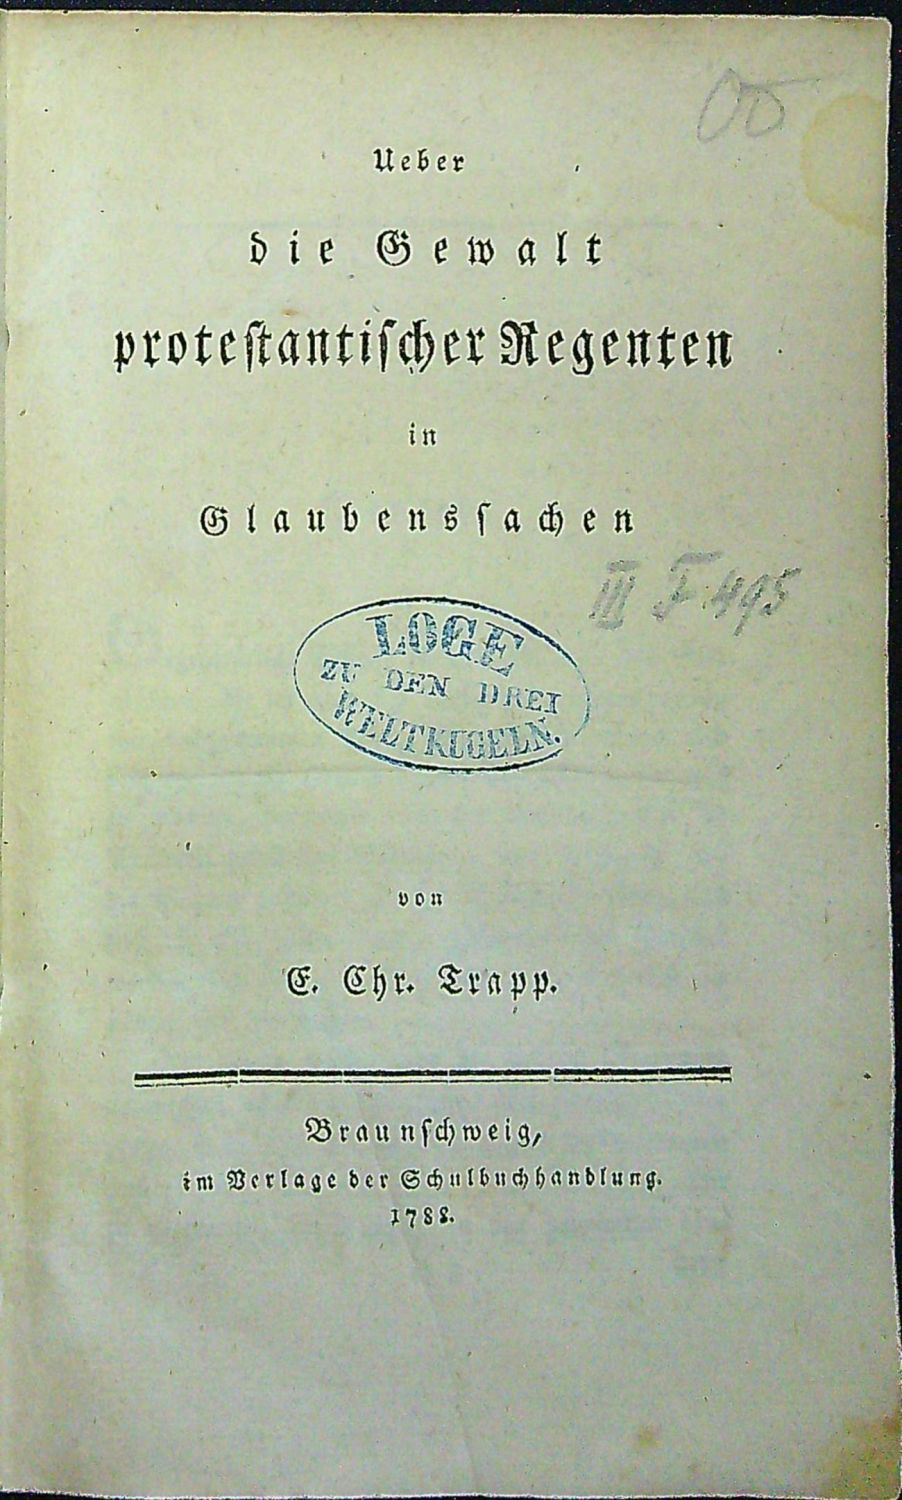 Ueber
die Gewalt
protestantischer Regenten
in
Glaubenssachen
III F 495
LOGE
ZU DEN DREI
WELTKUGELN.
von
E. Chr. Trapp.
Braunschweig,
im Verlage der Schulbuchhandlung.
1788.